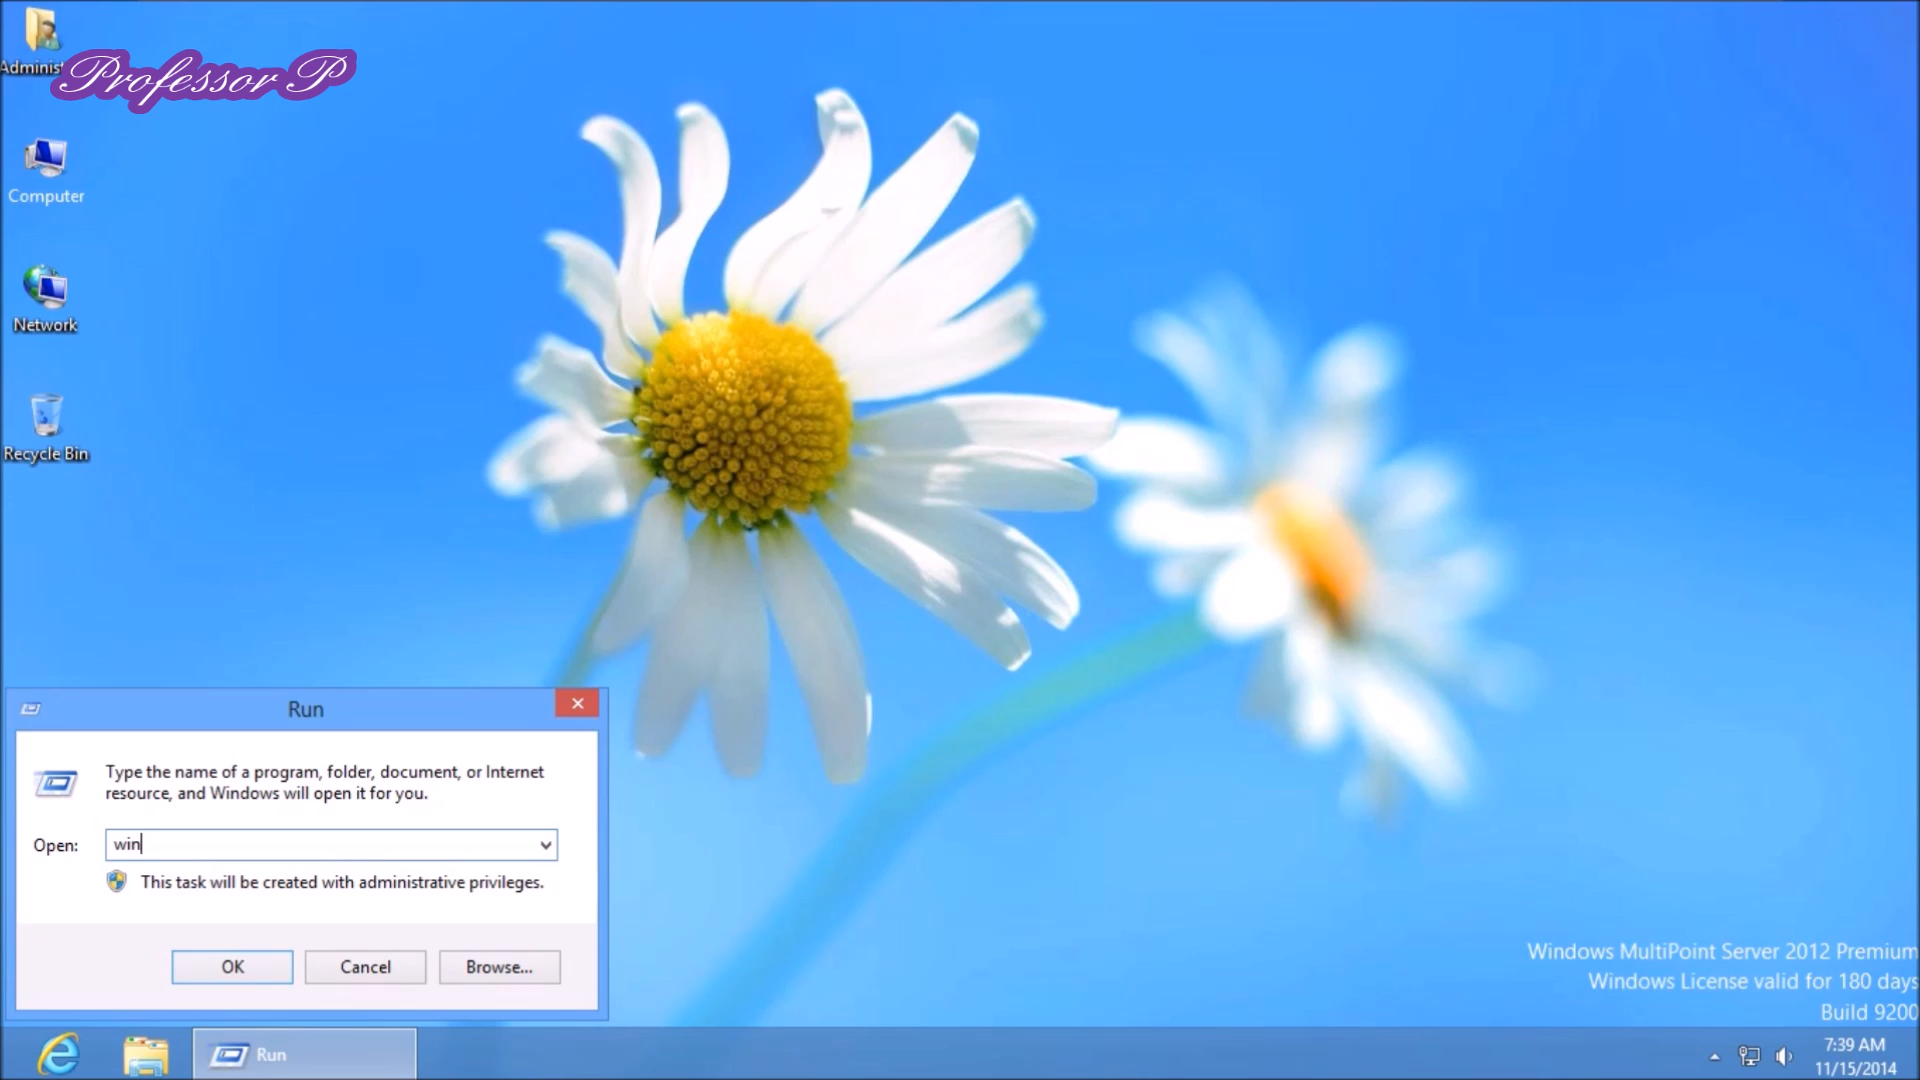 Administ
Professor P
Computer
Network
Recycle Bin
Run
Type the name of a program, folder, document, or Internet
resource, and Windows will open it for you.
Open:
win
This task will be created with administrative privileges.
OK
Cancel
Browse...
Windows MultiPoint Server 2012 Premium
Windows License valid for 180 days
Build 9200
Run
7:39 AM
11/15/2014